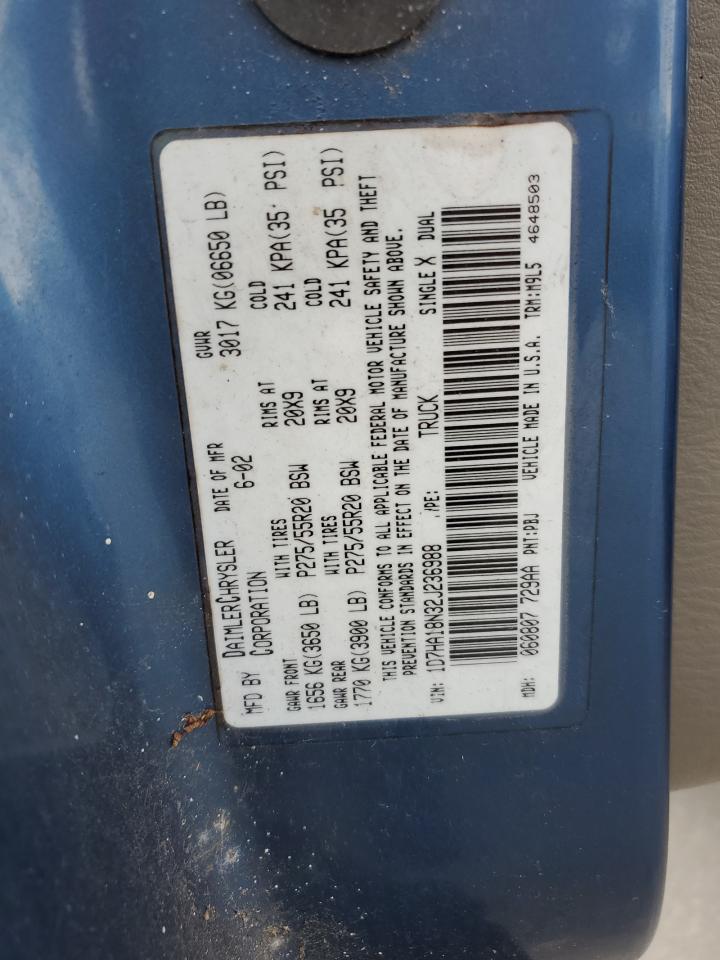 MFD BY DAIMLERCHRYSLER CORPORATION
DATE OF MFR 6-02
GVWR 3017 KG(06650 LB)
GAWR FRONT WITH TIRES RIMS AT COLD
1656 KG(3650 LB) P275/55R20 BSW 20X9 241 KPA(35 PSI)
GAWR REAR WITH TIRES RIMS AT COLD
1770 KG(3900 LB) P275/55R20 BSW 20X9 241 KPA(35 PSI)
THIS VEHICLE CONFORMS TO ALL APPLICABLE FEDERAL MOTOR VEHICLE SAFETY AND THEFT
PREVENTION STANDARDS IN EFFECT ON THE DATE OF MANUFACTURE SHOWN ABOVE.
VIN: 1D7HA18N32J236988 YPE: TRUCK SINGLE X DUAL
MDH: 060807 729AA PNT:PBJ VEHICLE MADE IN U.S.A. TRM:M9L5 4648503